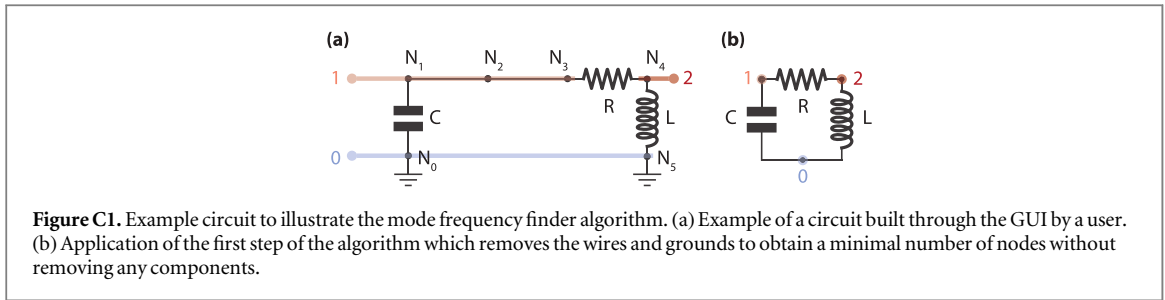 (a)
(b)
N1 N2 N3 N4
1 2 1 2
R R
C L C L
0 N0 N5
0
Figure C1. Example circuit to illustrate the mode frequency finder algorithm. (a) Example of a circuit built through the GUI by a user.
(b) Application of the first step of the algorithm which removes the wires and grounds to obtain a minimal number of nodes without
removing any components.